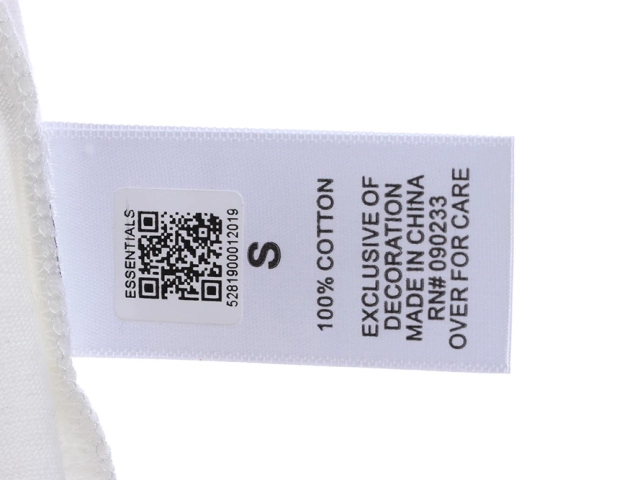 ESSENTIALS
5281900012019
S
100% COTTON
EXCLUSIVE OF
DECORATION
MADE IN CHINA
RN# 090233
OVER FOR CARE